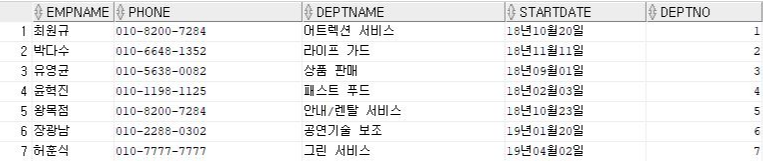 EMPNAME PHONE DEPTNAME STARTDATE DEPTNO
1 최원규 010-8200-7284 어트렉션 서비스 18년10월20일 1
2 박다수 010-6648-1352 라이프 가드 18년11월11일 2
3 유영균 010-5638-0082 상품 판매 18년09월01일 3
4 윤혁진 010-1198-1125 패스트 푸드 18년02월03일 4
5 왕목점 010-8200-7284 안내/렌탈 서비스 18년10월23일 5
6 장광남 010-2288-0302 공연기술 보조 19년01월20일 6
7 허훈식 010-7777-7777 그린 서비스 19년04월02일 7